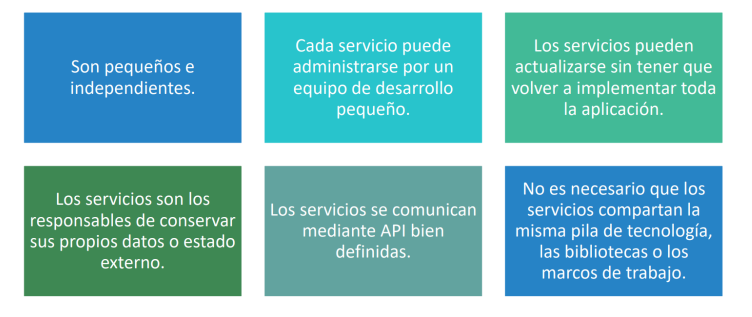 Son pequeños e
independientes.
Cada servicio puede
administrarse por un
equipo de desarrollo
pequeño.
Los servicios pueden
actualizarse sin tener que
volver a implementar toda
la aplicación.
Los servicios son los
responsables de conservar
sus propios datos o estado
externo.
Los servicios se comunican
mediante API bien
definidas.
No es necesario que los
servicios compartan la
misma pila de tecnología,
las bibliotecas o los
marcos de trabajo.